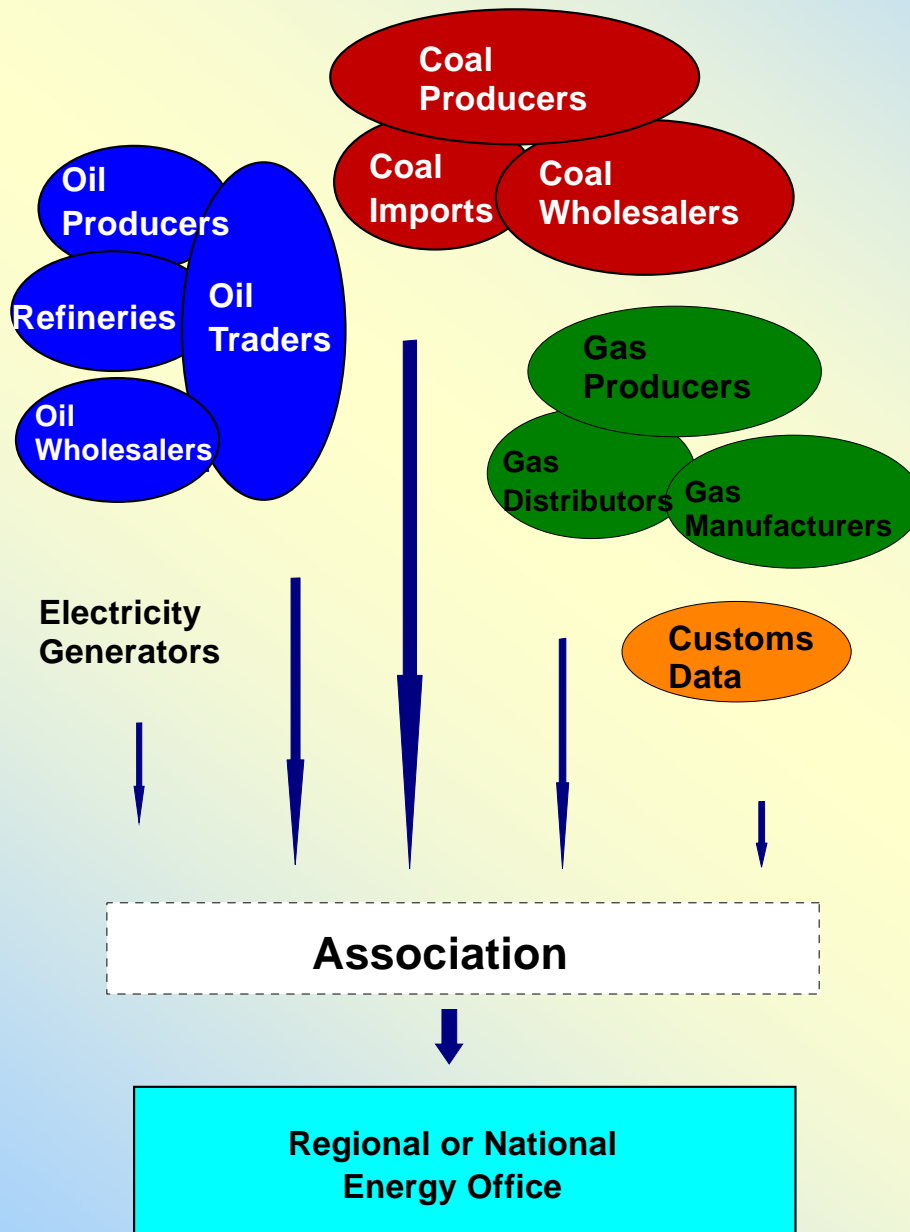 Coal
Producers
Coal
Imports
Coal
Wholesalers
Oil
Producers
Refineries
Oil
Traders
Oil
Wholesalers
Gas
Producers
Gas
Distributors
Gas
Manufacturers
Electricity
Generators
Customs
Data
Association
Regional or National
Energy Office